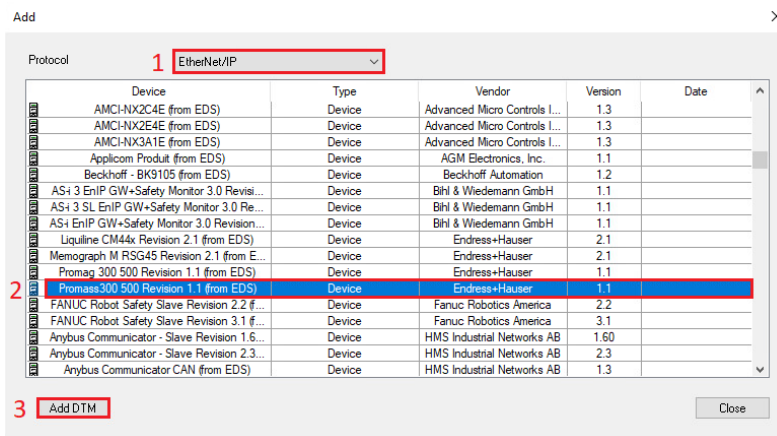 Add
Protocol 1 EtherNet/IP
Device Type Vendor Version Date
AMCI-NX2C4E (from EDS) Device Advanced Micro Controls I... 1.3
AMCI-NX2E4E (from EDS) Device Advanced Micro Controls I... 1.3
AMCI-NX3A1E (from EDS) Device Advanced Micro Controls I... 1.3
Applicom Produit (from EDS) Device AGM Electronics, Inc. 1.1
Beckhoff - BK9105 (from EDS) Device Beckhoff Automation 1.2
AS-i 3 EnIP GW+Safety Monitor 3.0 Revisi... Device Bihl & Wiedemann GmbH 1.1
AS-i 3 SL EnIP GW+Safety Monitor 3.0 Re... Device Bihl & Wiedemann GmbH 1.1
AS-i EnIP GW+Safety Monitor 3.0 Revision... Device Bihl & Wiedemann GmbH 1.1
Liquiline CM44x Revision 2.1 (from EDS) Device Endress+Hauser 2.1
Memograph M RSG45 Revision 2.1 (from E... Device Endress+Hauser 2.1
Promag 300 500 Revision 1.1 (from EDS) Device Endress+Hauser 1.1
2 Promass300 500 Revision 1.1 (from EDS) Device Endress+Hauser 1.1
FANUC Robot Safety Slave Revision 2.2 (f... Device Fanuc Robotics America 2.2
FANUC Robot Safety Slave Revision 3.1 (f... Device Fanuc Robotics America 3.1
Anybus Communicator - Slave Revision 1.6... Device HMS Industrial Networks AB 1.60
Anybus Communicator - Slave Revision 2.3... Device HMS Industrial Networks AB 2.3
Anybus Communicator CAN (from EDS) Device HMS Industrial Networks AB 1.3
3 Add DTM Close